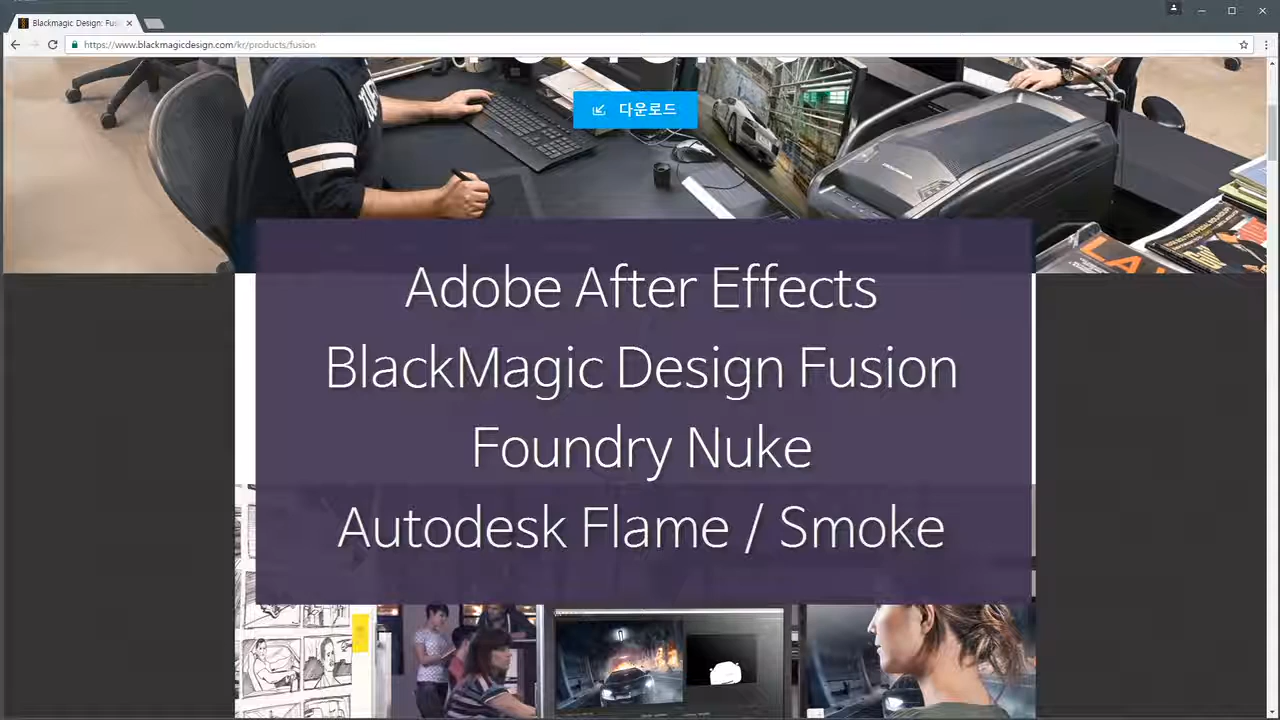 Blackmagic Design: Fus
https://www.blackmagicdesign.com/kr/products/fusion
다운로드
Adobe After Effects
BlackMagic Design Fusion
Foundry Nuke
Autodesk Flame / Smoke